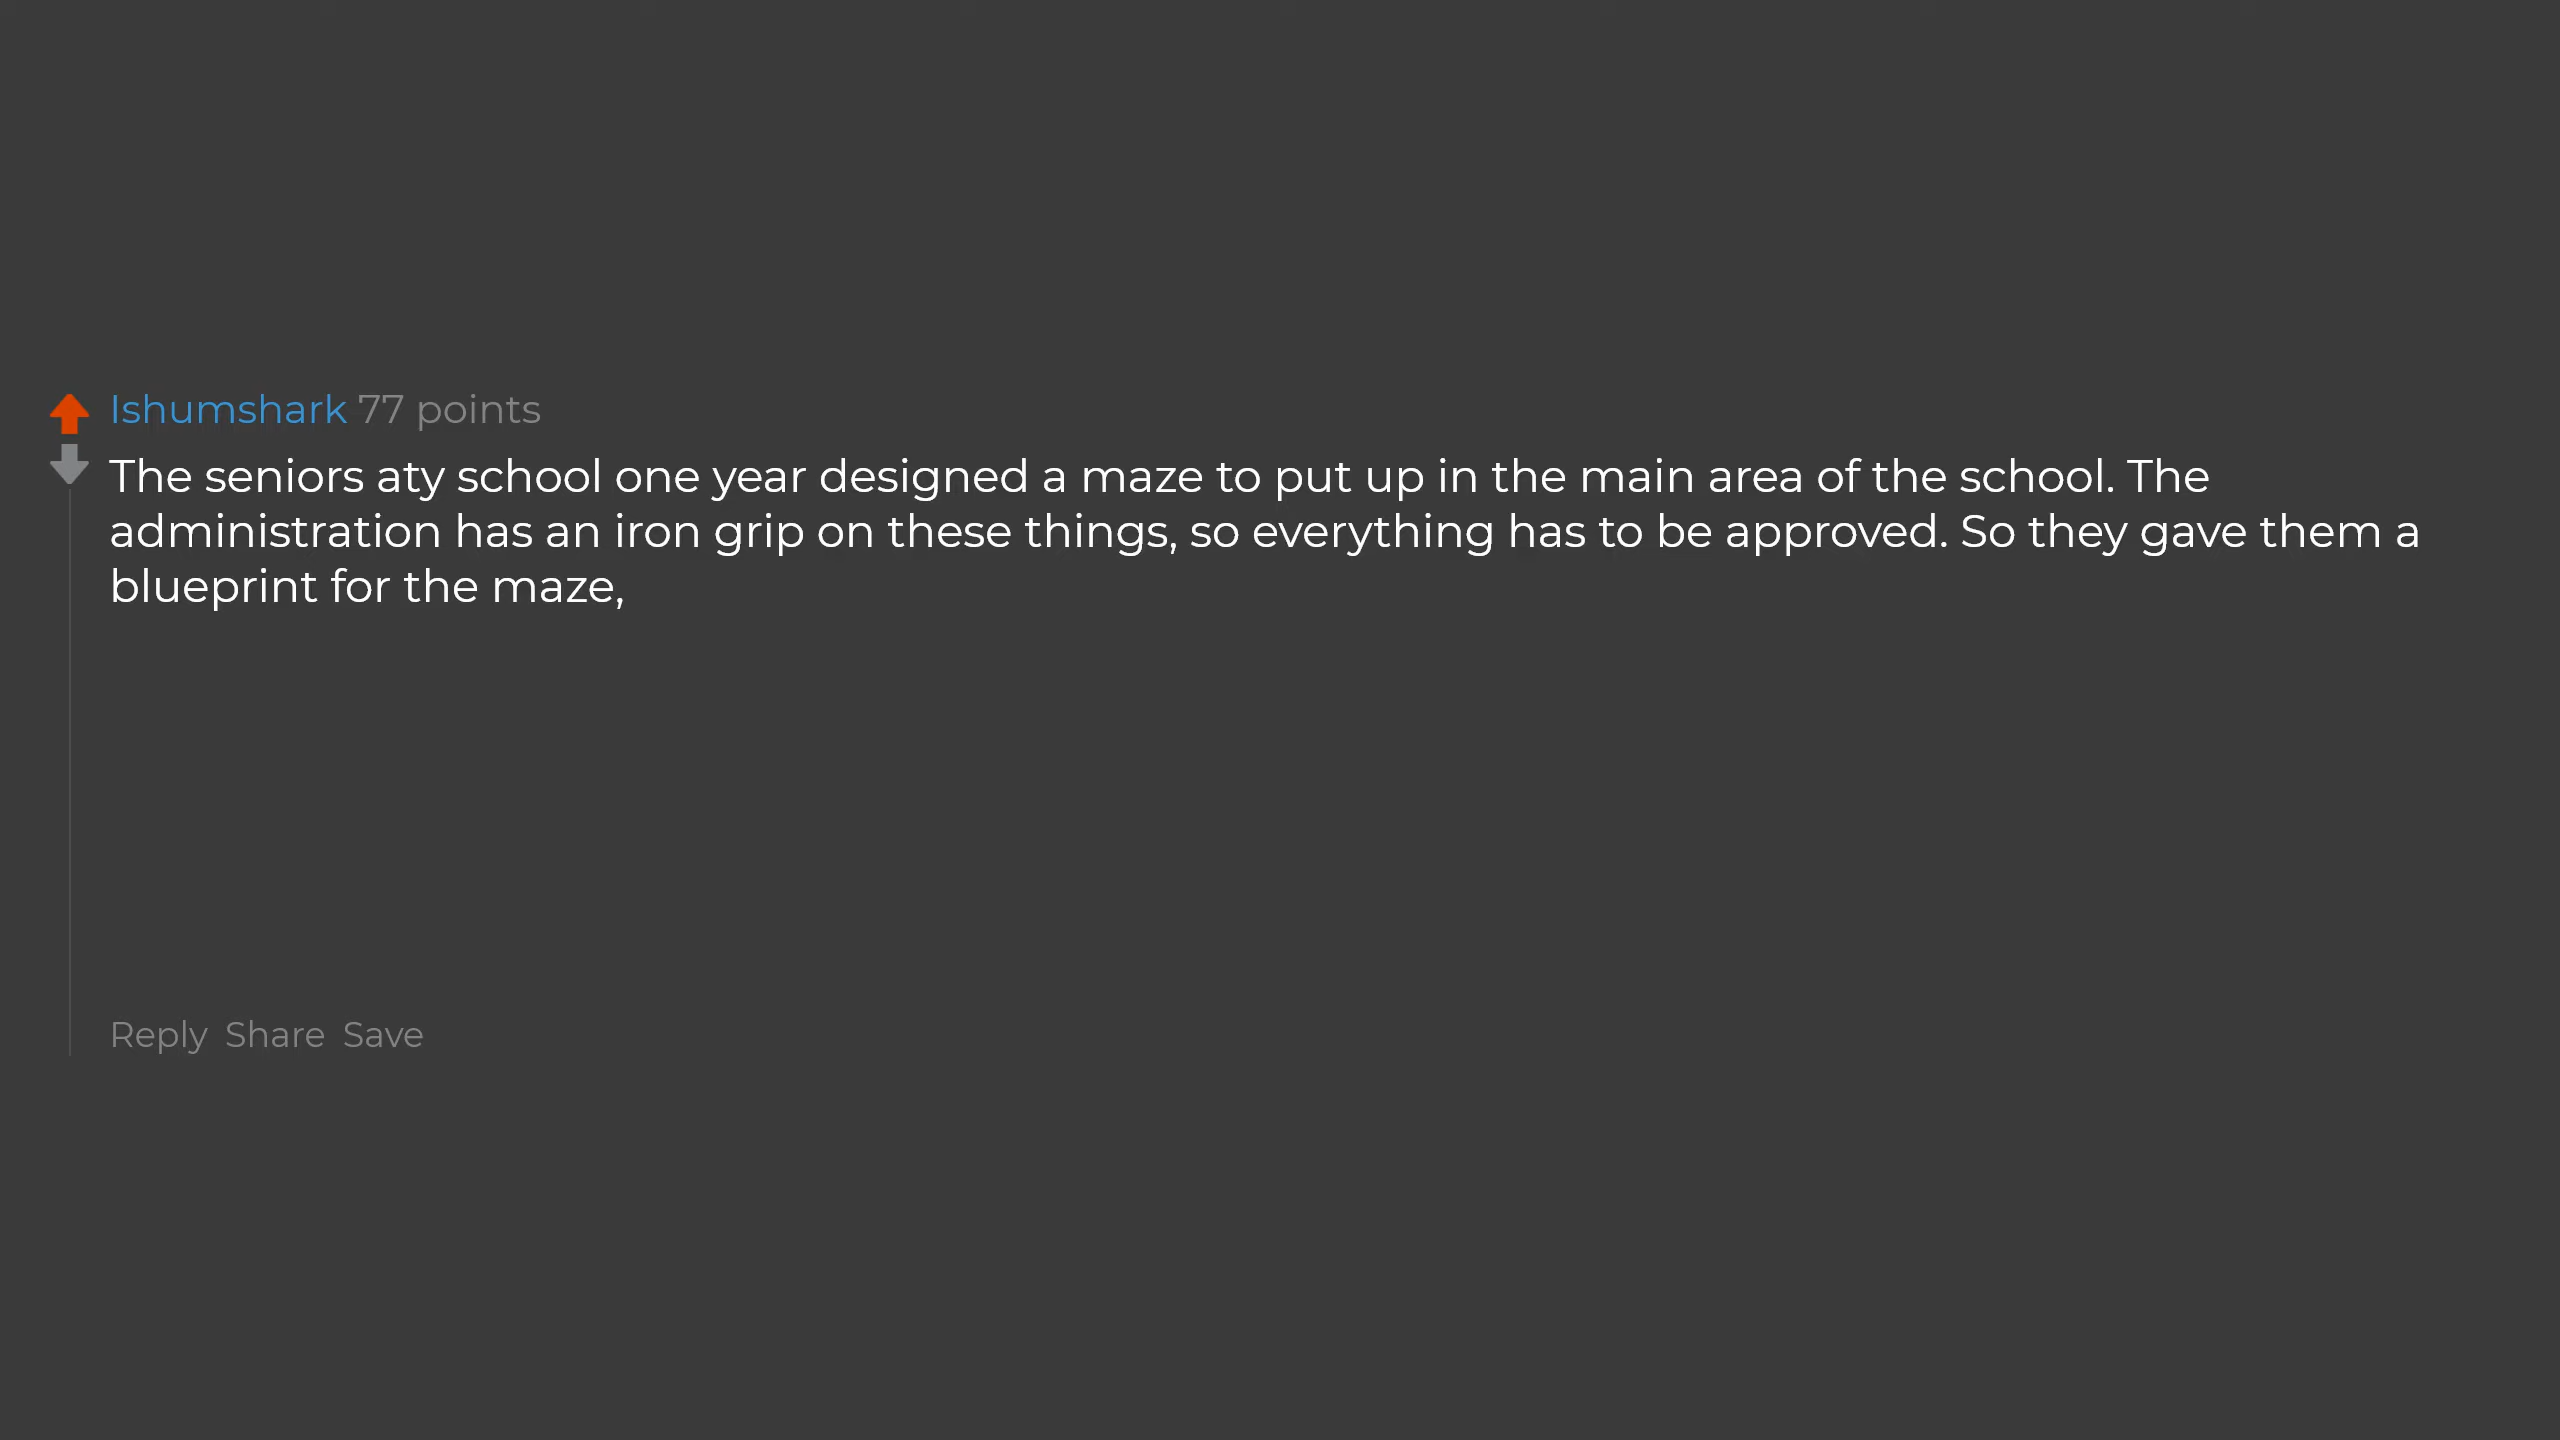 Ishumshark 77 points
The seniors aty school one year designed a maze to put up in the main area of the school. The
administration has an iron grip on these things, so everything has to be approved. So they gave them a
blueprint for the maze,
Reply Share Save